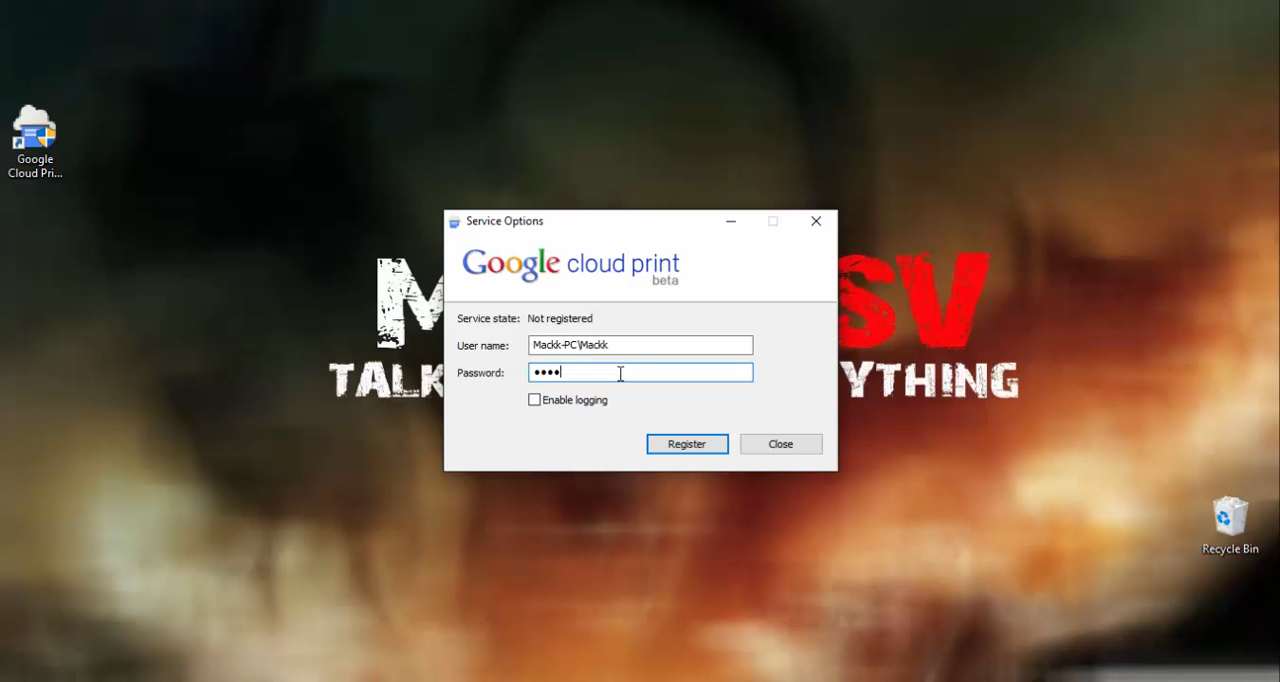 Google
Cloud Pri...
Service Options
Google cloud print
beta
Service state: Not registered
User name: Mackk-PC\Mackk
Password: ••••
Enable logging
Register Close
M SV
TALK YTHING
Recycle Bin